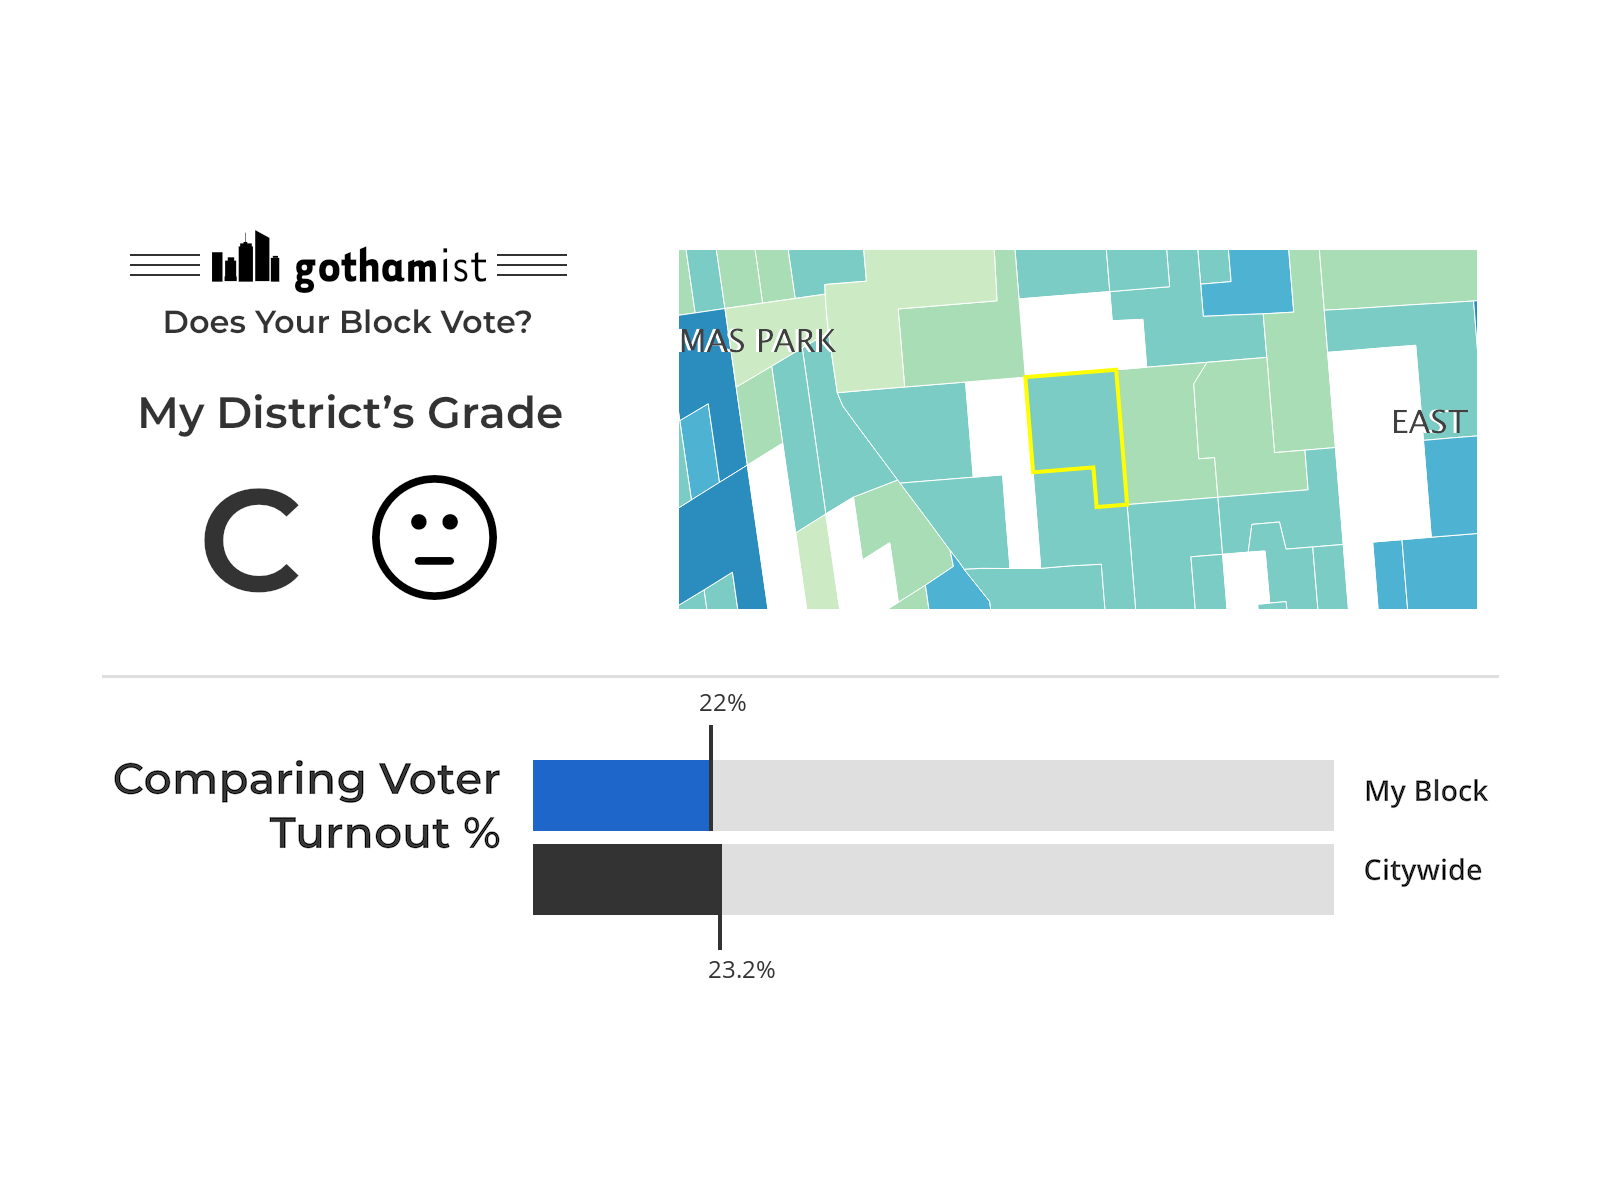 gothamist
Does Your Block Vote?
My District's Grade
C
MAS PARK
EAST
22%
Comparing Voter
Turnout %
My Block
Citywide
23.2%